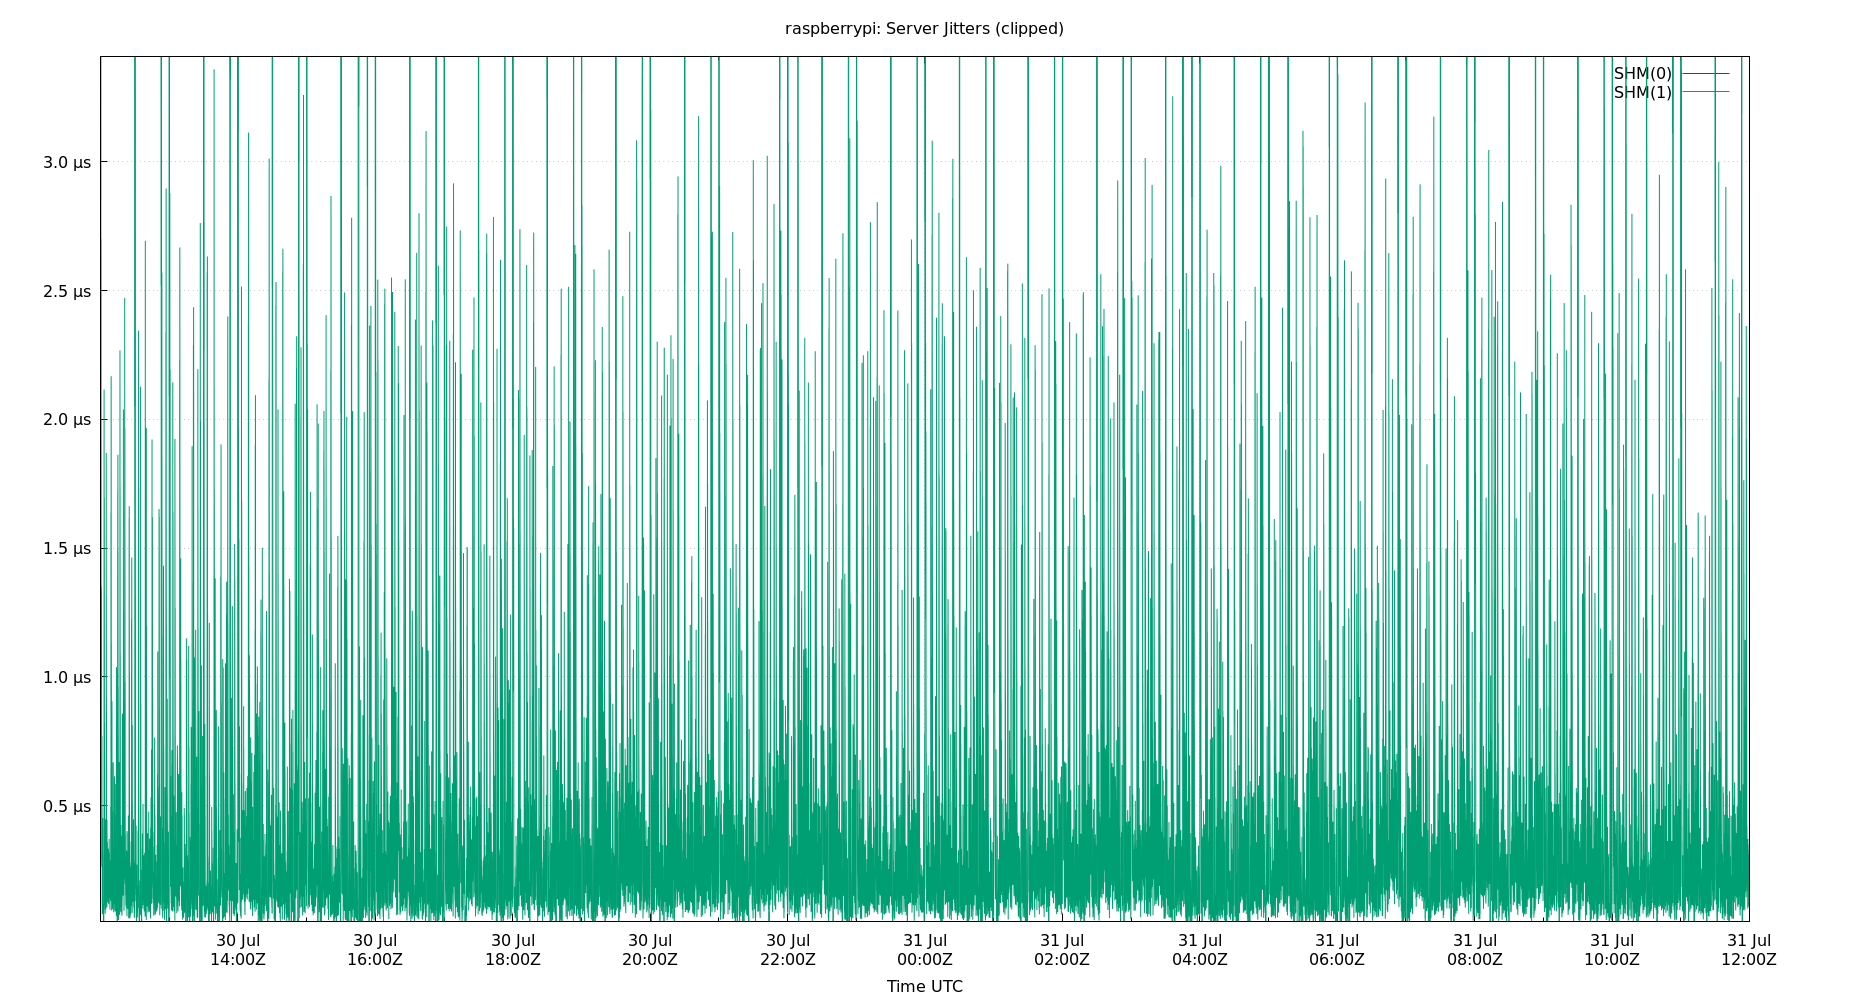 raspberrypi: Server Jitters (clipped)
SHM(0)
SHM(1)
3.0 µs
2.5 µs
2.0 µs
1.5 µs
1.0 µs
0.5 µs
30 Jul 30 Jul 30 Jul 30 Jul 30 Jul 31 Jul 31 Jul 31 Jul 31 Jul 31 Jul 31 Jul 31 Jul
14:00Z 16:00Z 18:00Z 20:00Z 22:00Z 00:00Z 02:00Z 04:00Z 06:00Z 08:00Z 10:00Z 12:00Z
Time UTC